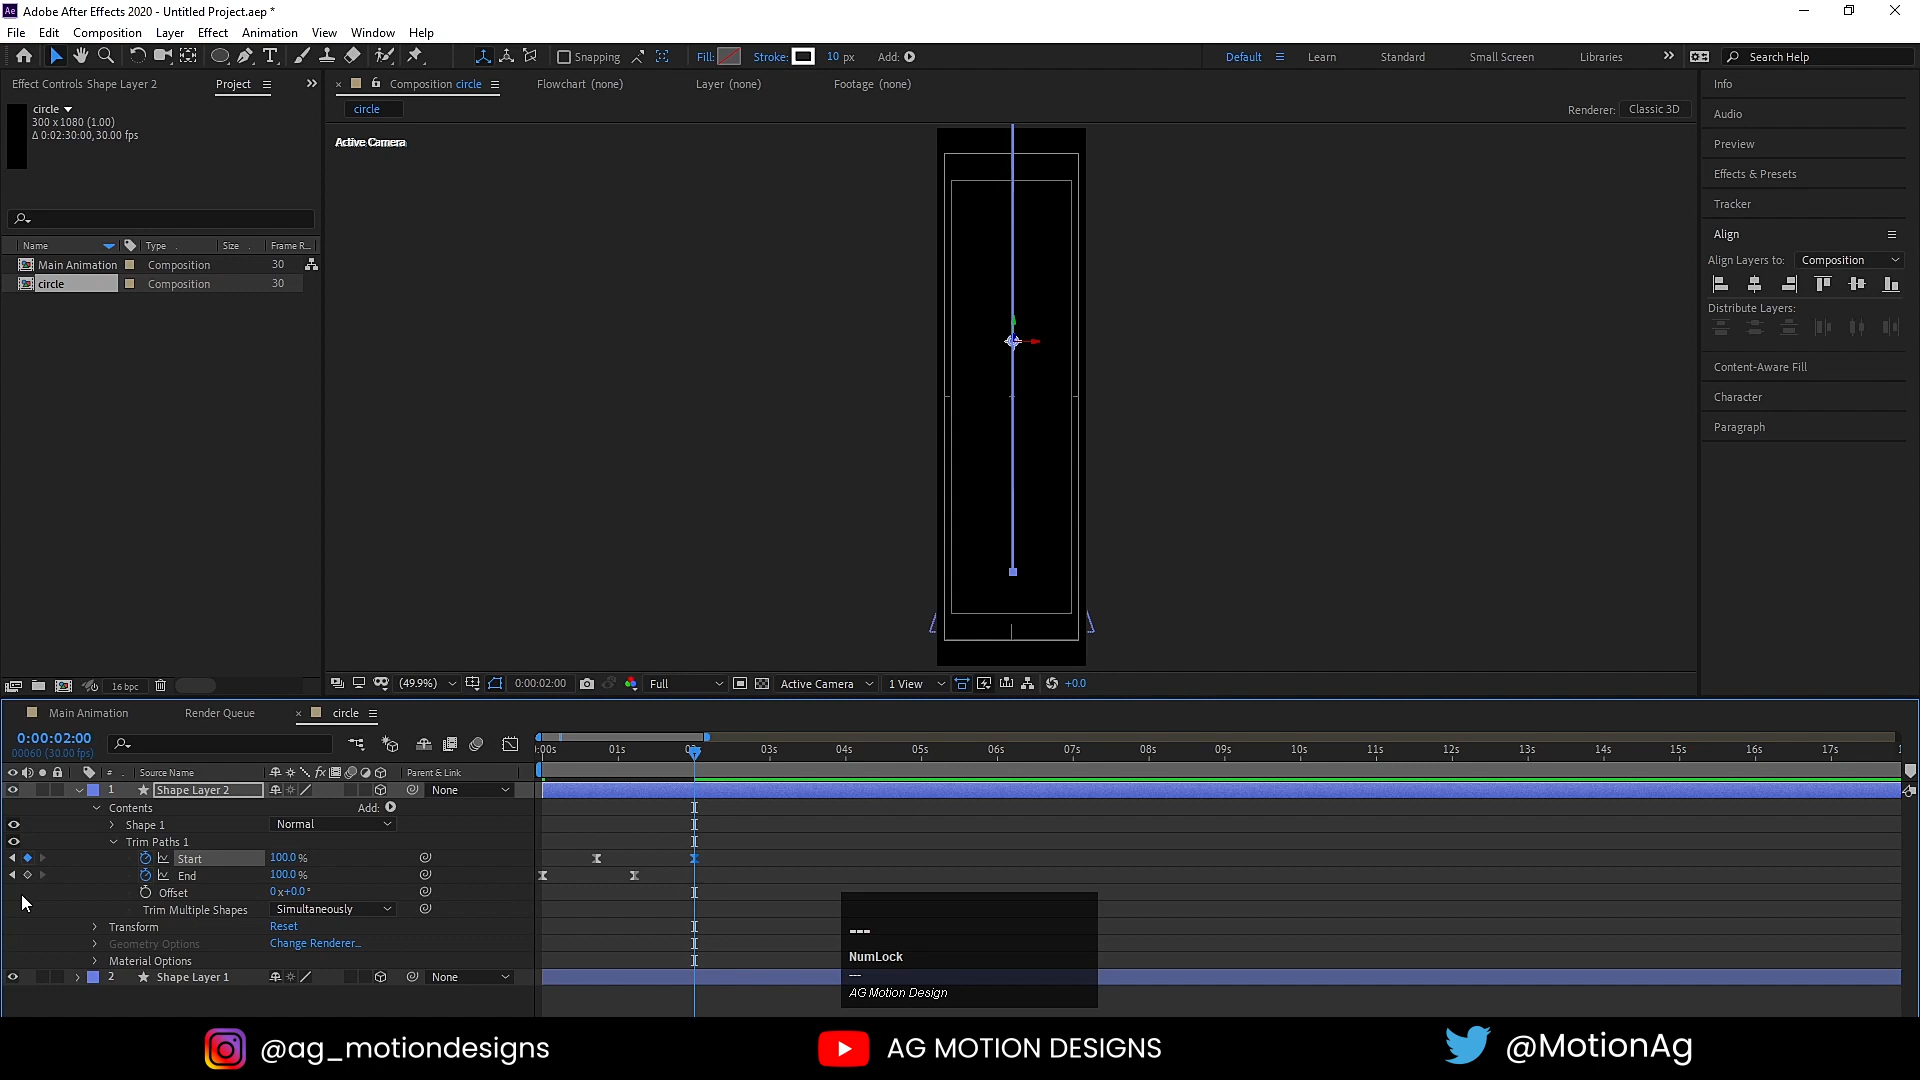 Adobe After Effects 2020 - Untitled Project.aep *
File Edit Composition Layer Effect Animation View Window Help
Snapping Fill: Stroke: 10 px Add: Default Learn Standard Small Screen Libraries Search Help
Effect Controls Shape Layer 2 Project Composition circle Flowchart (none) Layer (none) Footage (none)
circle
300 x 1080 (1.00)
Δ 0:02:30:00, 30.00 fps
circle
Renderer: Classic 3D
Active Camera
Name Type Size Frame R...
Main Animation Composition 30
circle Composition 30
16 bpc
(49.9%) 0:00:02:00 Full Active Camera 1 View +0.0
Info
Audio
Preview
Effects & Presets
Tracker
Align
Align Layers to: Composition
Distribute Layers:
Content-Aware Fill
Character
Paragraph
Main Animation Render Queue circle
0:00:02:00
00060 (30.00 fps)
:00s 01s 03s 04s 05s 06s 07s 08s 09s 10s 11s 12s 13s 14s 15s 16s 17s
# Source Name fx Parent & Link
1 Shape Layer 2 None
Contents Add:
Shape 1 Normal
Trim Paths 1
Start 100.0 %
End 100.0 %
Offset 0x+0.0°
Trim Multiple Shapes Simultaneously
Transform Reset
Geometry Options Change Renderer...
Material Options
2 Shape Layer 1 None
---
NumLock
---
AG Motion Design
@ag_motiondesigns AG MOTION DESIGNS @MotionAg